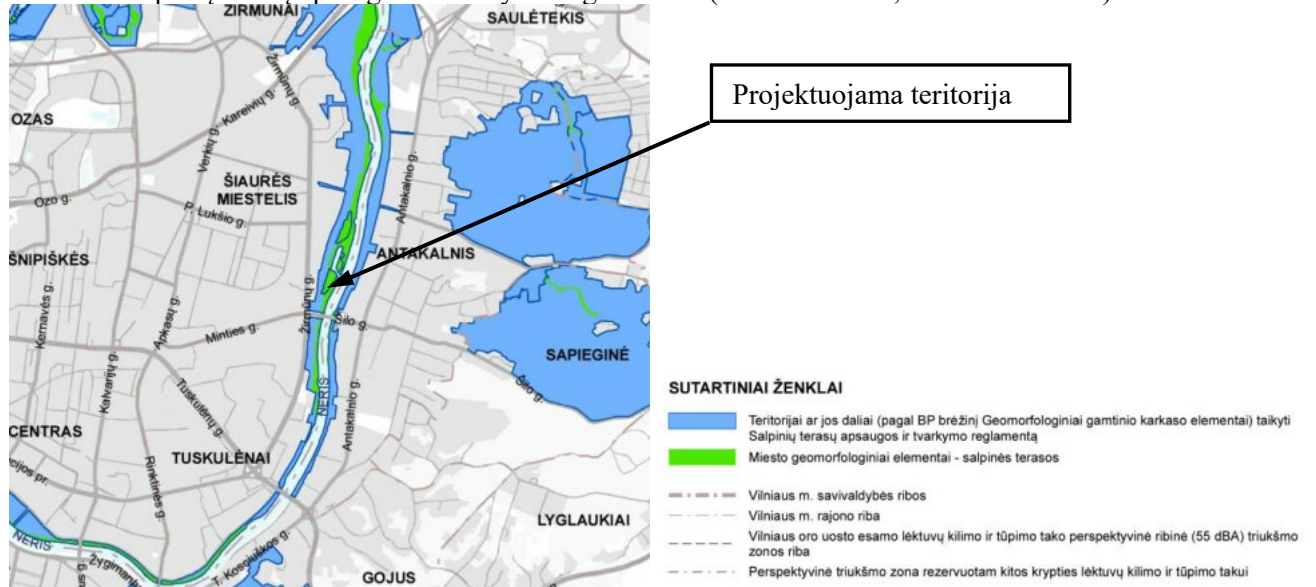 ŽIRMŪNAI
SAULĖTEKIS
Projektuojama teritorija
OZAS
Žirmūnų g.
Kareivių g.
Verkių g.
Antakalnio g.
ŠIAURĖS
MIESTELIS
Ozo g.
P. Lukšio g.
ANTAKALNIS
ŠNIPIŠKĖS
Kernavės g.
Kalvarijų g.
Apkasų g.
Minties g.
Žirmūnų g.
Šilo g.
SAPIEGINĖ
Šilo g.
Tuskulėnų g.
NERIS
Antakalnio g.
CENTRAS
Rinktinės g.
TUSKULĖNAI
LYGLAUKIAI
NERIS
T. Kosciuškos g.
GOJUS
SUTARTINIAI ŽENKLAI
Teritorijai ar jos daliai (pagal BP brėžinį Geomorfologiniai gamtinio karkaso elementai) taikyti
Salpinių terasų apsaugos ir tvarkymo reglamentą
Miesto geomorfologiniai elementai - salpinės terasos
Vilniaus m. savivaldybės ribos
Vilniaus m. rajono riba
Vilniaus oro uosto esamo lėktuvų kilimo ir tūpimo tako perspektyvinė ribinė (55 dBA) triukšmo
zonos riba
Perspektyvinė triukšmo zona rezervuotam kitos krypties lėktuvų kilimo ir tūpimo takui